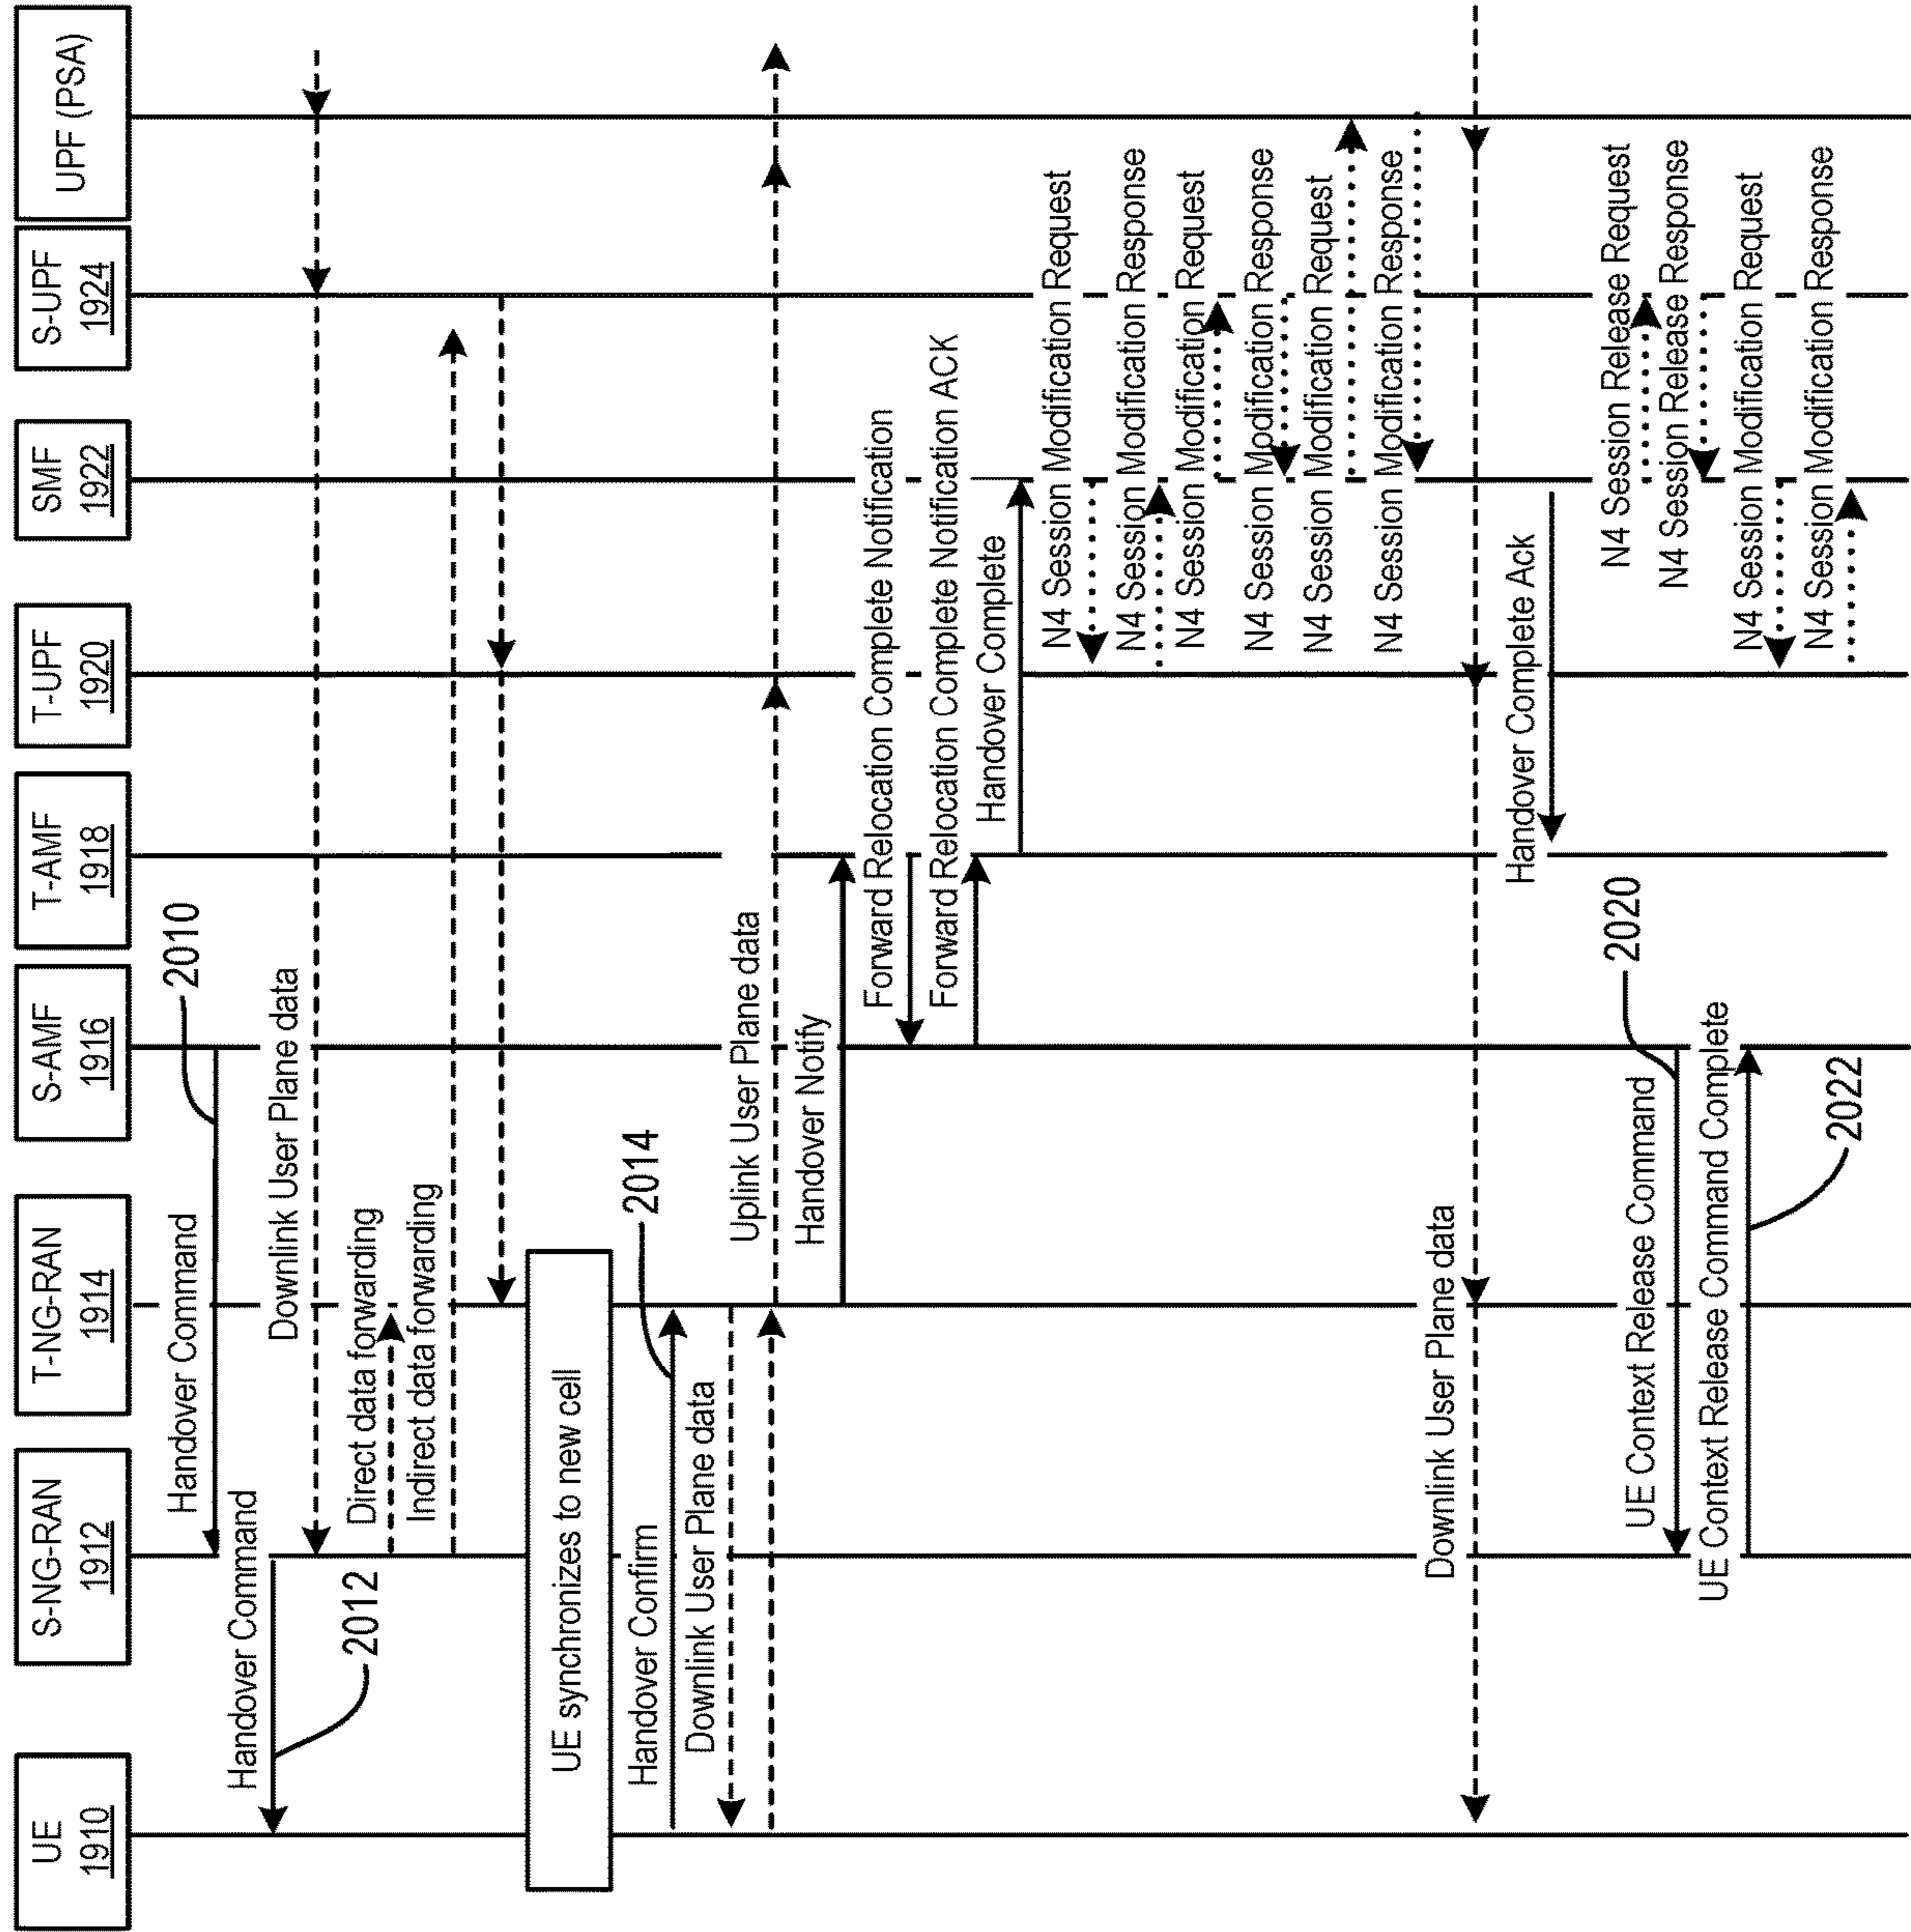 UE
1910
S-NG-RAN
1912
T-NG-RAN
1914
S-AMF
1916
T-AMF
1918
T-UPF
1920
SMF
1922
S-UPF
1924
UPF (PSA)
Handover Command
2010
Handover Command
2012
Downlink User Plane data
Direct data forwarding
Indirect data forwarding
UE synchronizes to new cell
Handover Confirm
2014
Downlink User Plane data
Uplink User Plane data
Handover Notify
Forward Relocation Complete Notification
Forward Relocation Complete Notification ACK
Handover Complete
N4 Session Modification Request
N4 Session Modification Response
N4 Session Modification Request
N4 Session Modification Response
N4 Session Modification Request
N4 Session Modification Response
Downlink User Plane data
Handover Complete Ack
N4 Session Release Request
UE Context Release Command
2020
N4 Session Release Response
UE Context Release Command Complete
2022
N4 Session Modification Request
N4 Session Modification Response